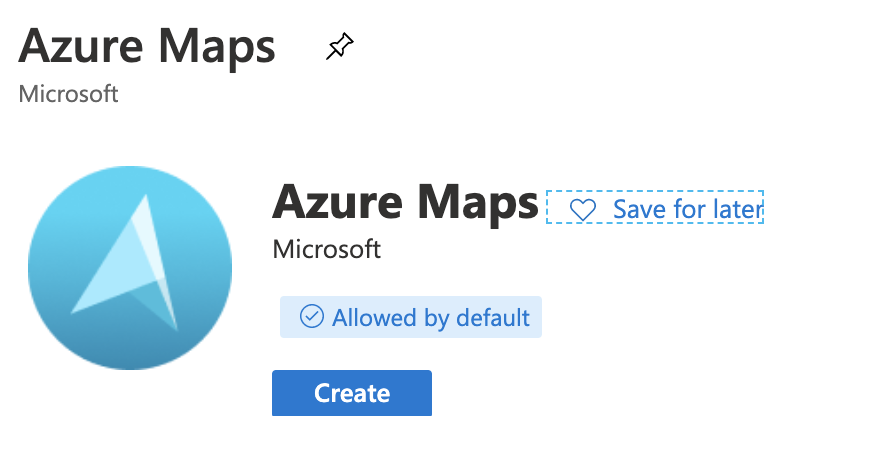 Azure Maps
Microsoft
Azure Maps
Save for later
Microsoft
Allowed by default
Create